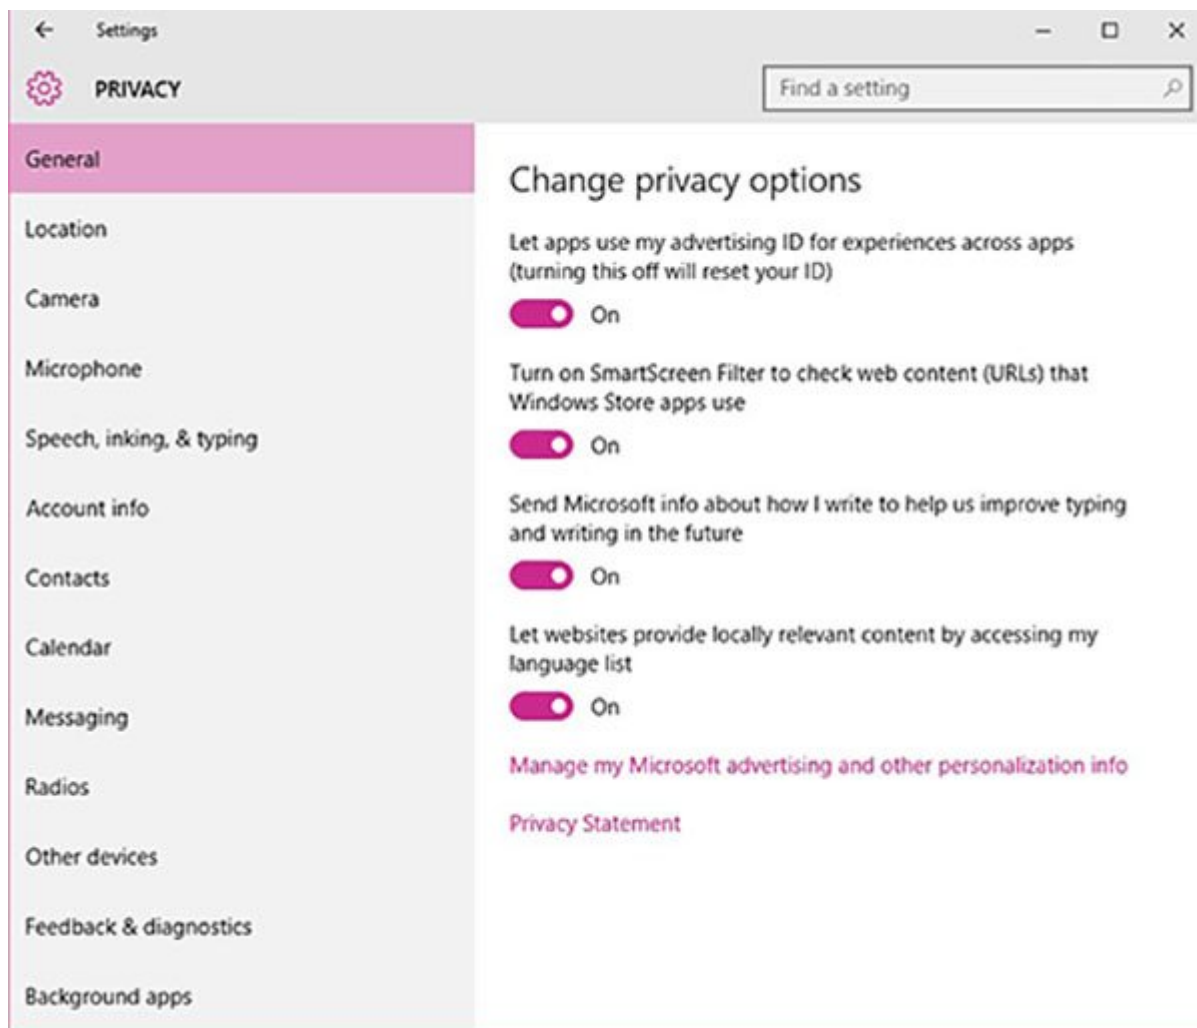 Settings
PRIVACY
Find a setting
General
Location
Camera
Microphone
Speech, inking, & typing
Account info
Contacts
Calendar
Messaging
Radios
Other devices
Feedback & diagnostics
Background apps
Change privacy options
Let apps use my advertising ID for experiences across apps
(turning this off will reset your ID)
On
Turn on SmartScreen Filter to check web content (URLs) that
Windows Store apps use
On
Send Microsoft info about how I write to help us improve typing
and writing in the future
On
Let websites provide locally relevant content by accessing my
language list
On
Manage my Microsoft advertising and other personalization info
Privacy Statement